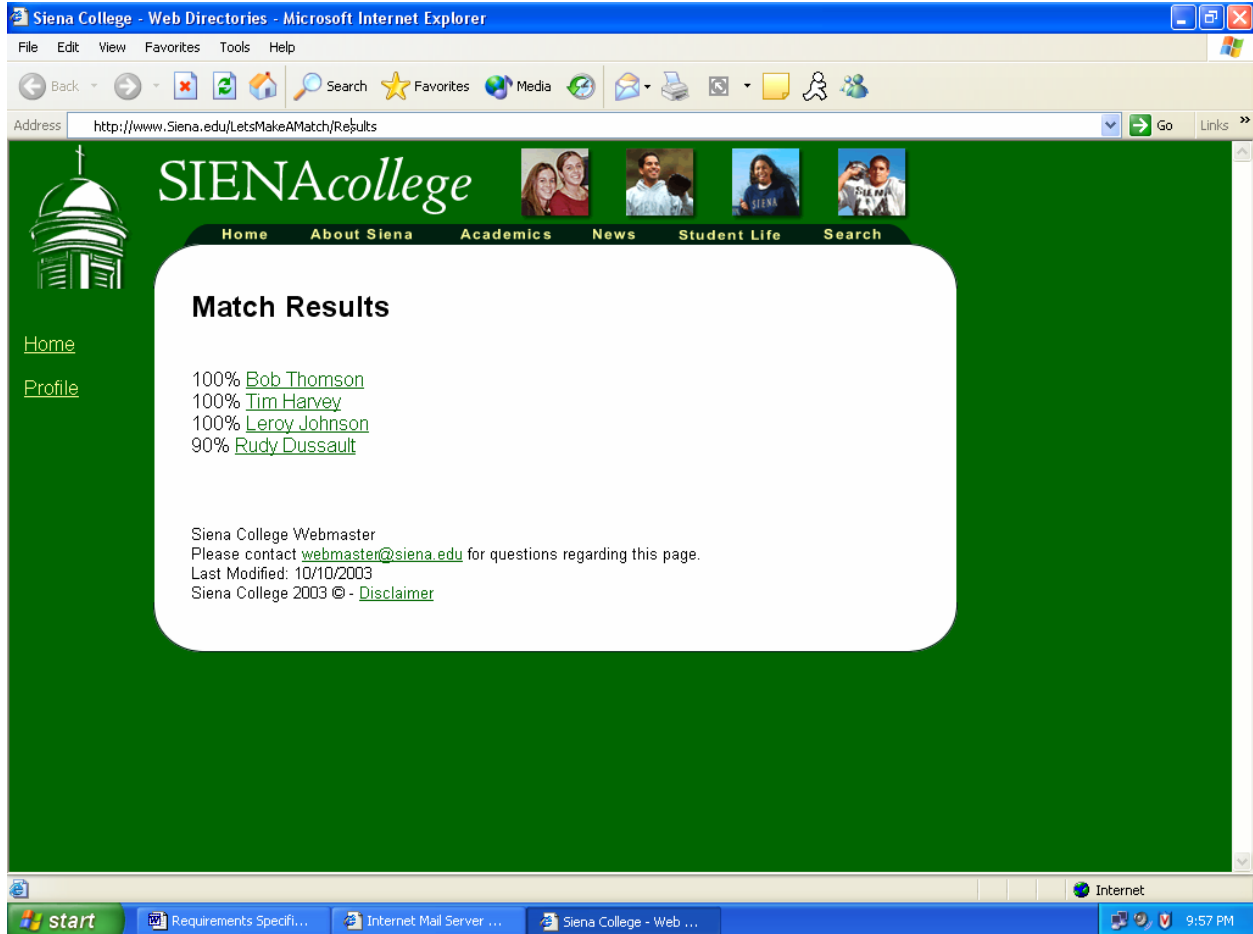 Siena College - Web Directories - Microsoft Internet Explorer
File Edit View Favorites Tools Help
Back Search Favorites Media
Address http://www.Siena.edu/LetsMakeAMatch/Results Go Links »
SIENAcollege
SIENA
Home About Siena Academics News Student Life Search
Match Results
Home
Profile
100% Bob Thomson
100% Tim Harvey
100% Leroy Johnson
90% Rudy Dussault
Siena College Webmaster
Please contact webmaster@siena.edu for questions regarding this page.
Last Modified: 10/10/2003
Siena College 2003 © - Disclaimer
Internet
start Requirements Specifi... Internet Mail Server ... Siena College - Web ... 9:57 PM